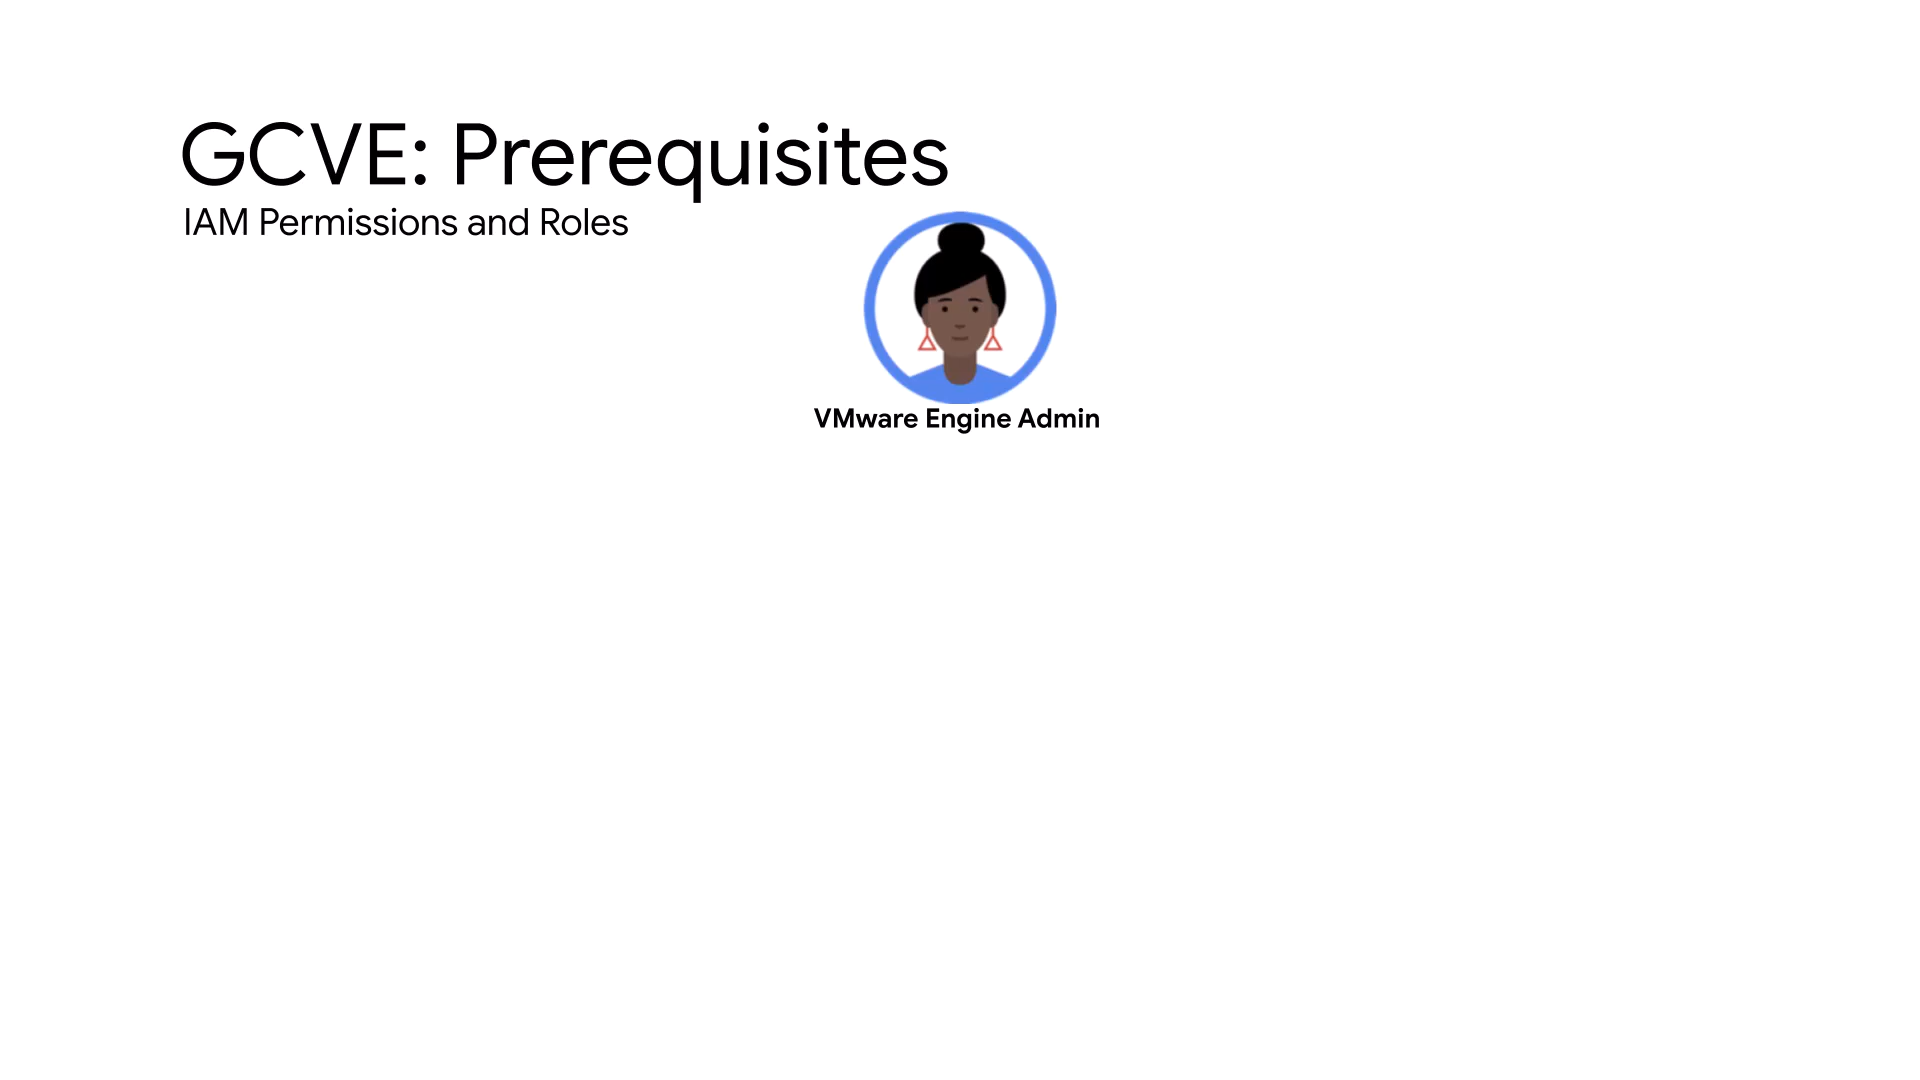 GCVE: Prerequisites
IAM Permissions and Roles
VMware Engine Admin